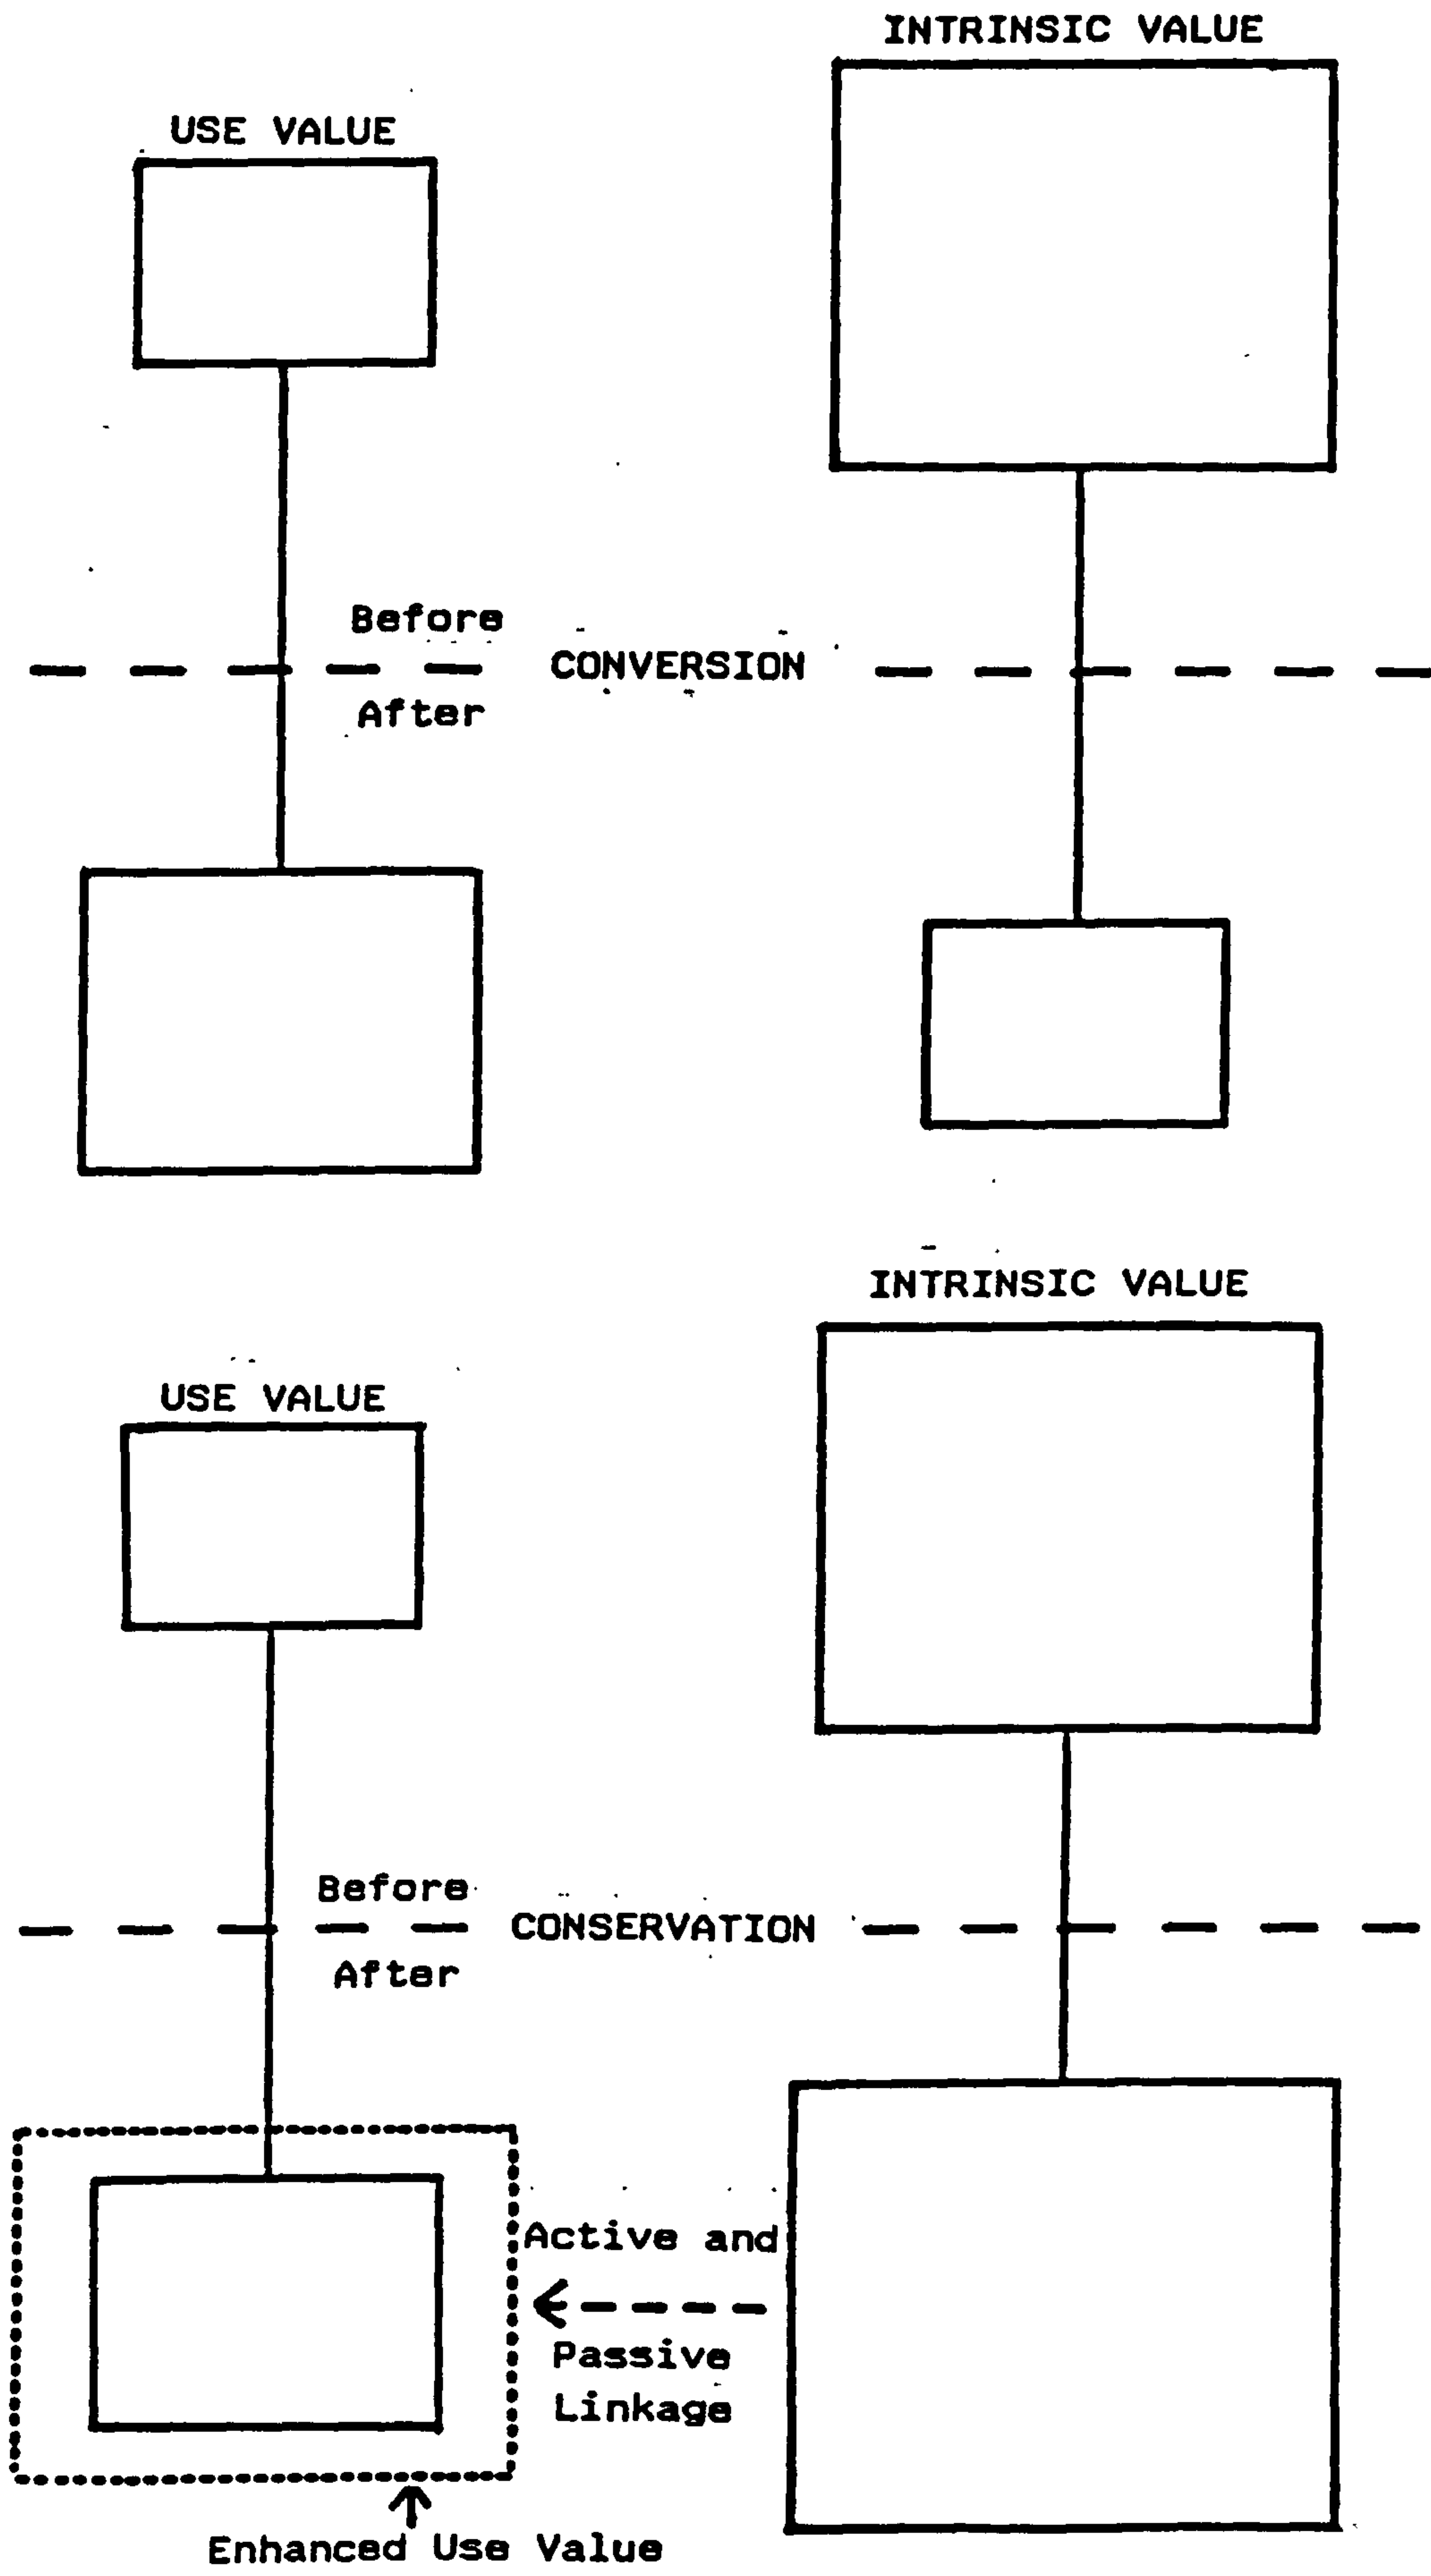 INTRINSIC VALUE
USE VALUE
Before
CONVERSION
After
INTRINSIC VALUE
USE VALUE
Before
CONSERVATION
After
Active and
Passive
Linkage
Enhanced Use Value